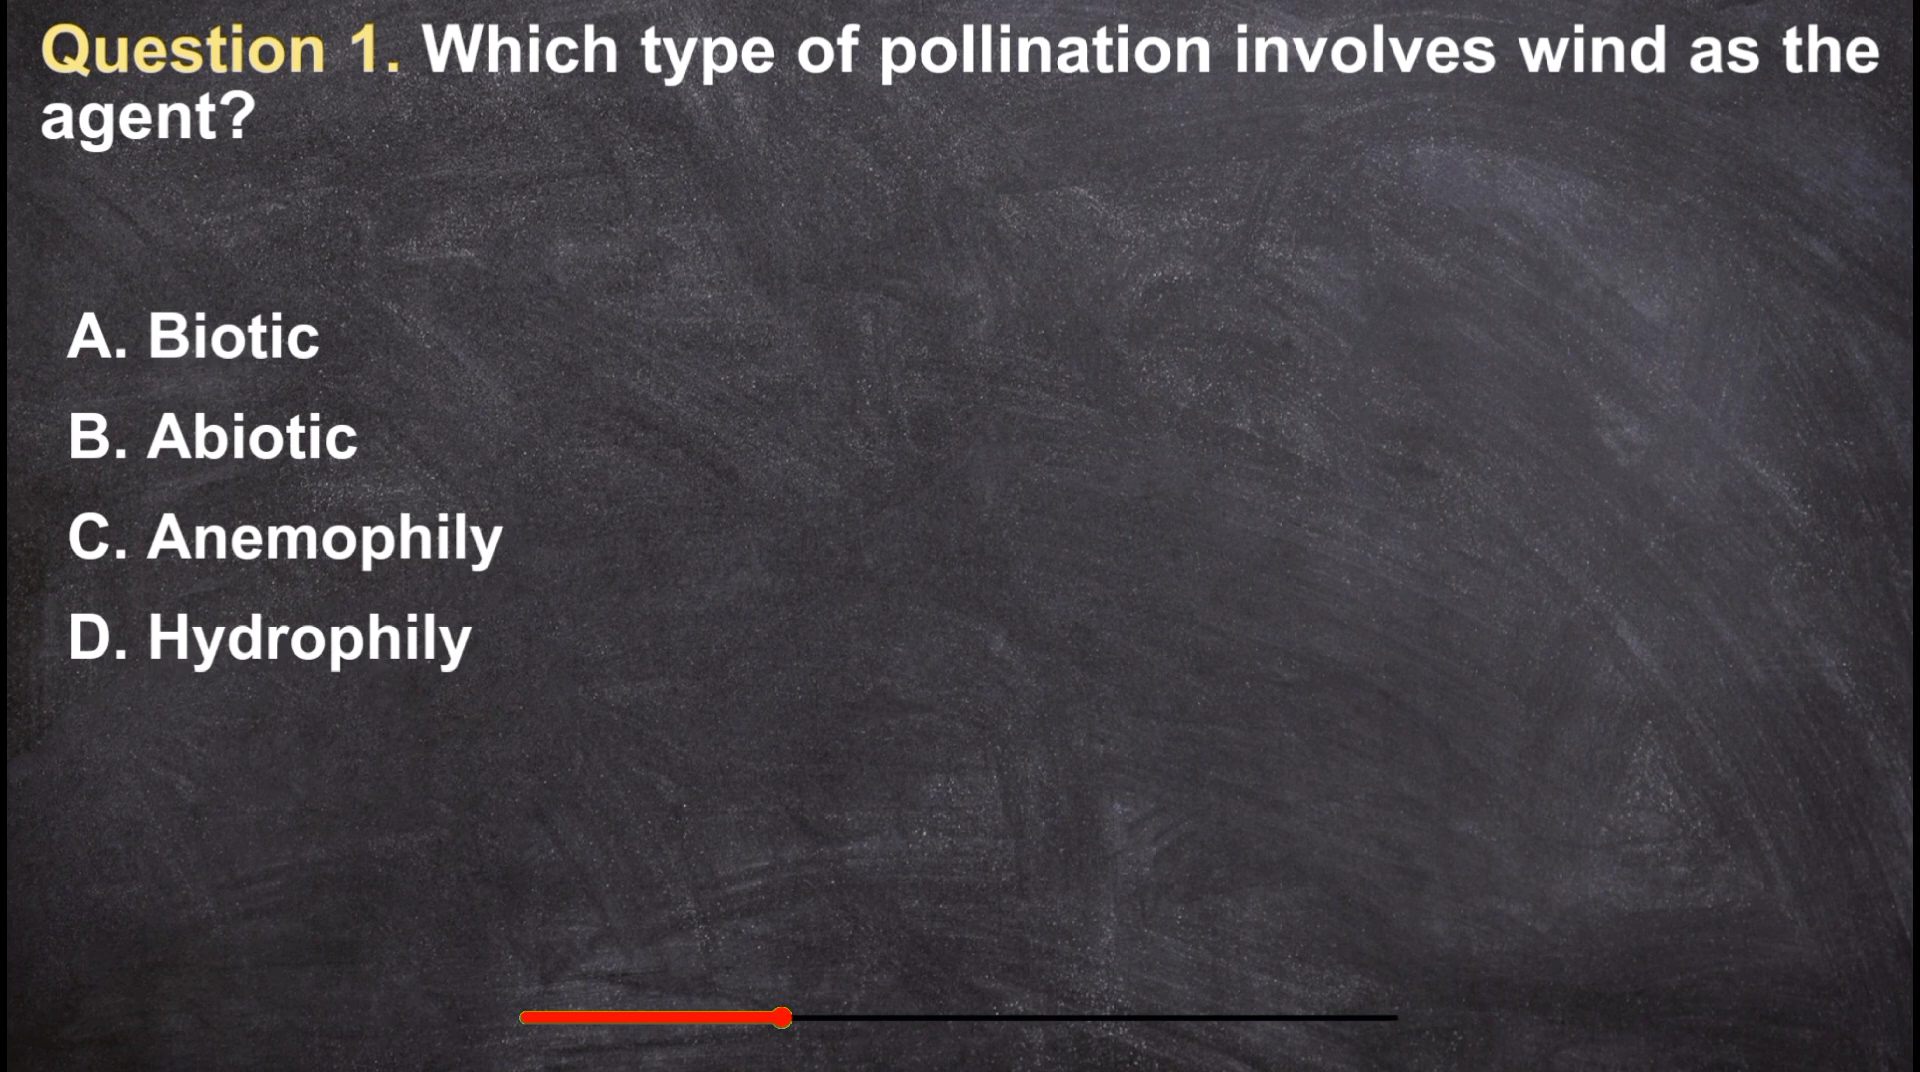 Question 1. Which type of pollination involves wind as the
agent?
A. Biotic
B. Abiotic
C. Anemophily
D. Hydrophily